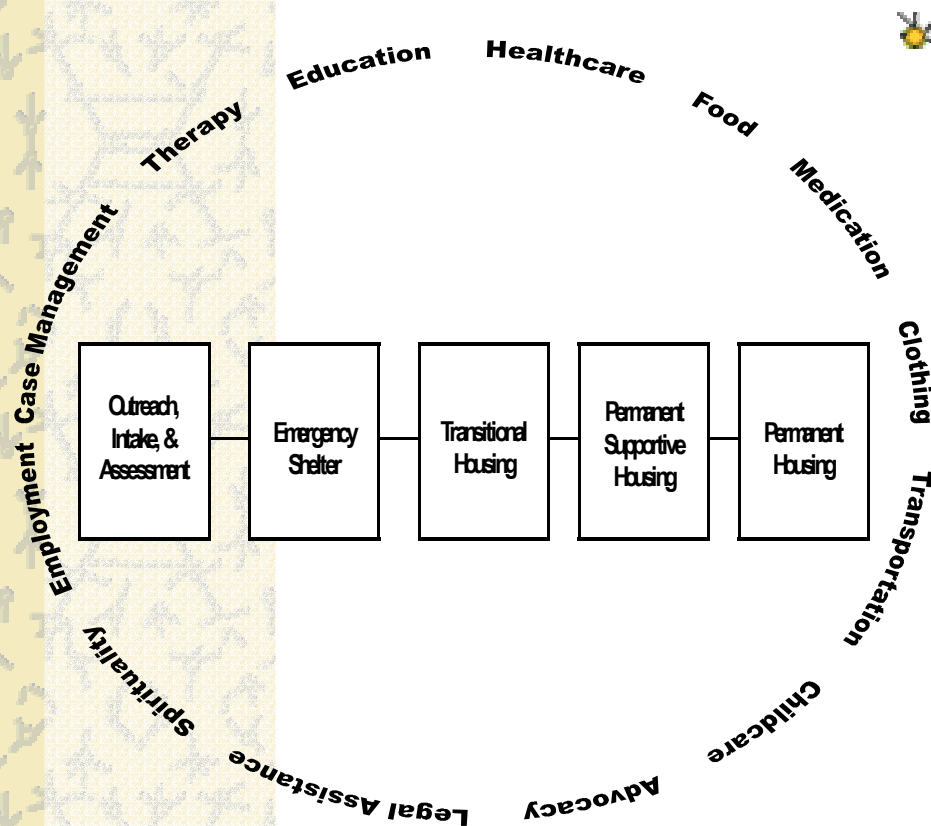 Education
Healthcare
Food
Medication
Clothing
Transportation
Childcare
Advocacy
Legal Assistance
Spirituality
Employment
Case Management
Therapy
Outreach,
Intake, &
Assessment
Emergency
Shelter
Transitional
Housing
Permanent
Supportive
Housing
Permanent
Housing